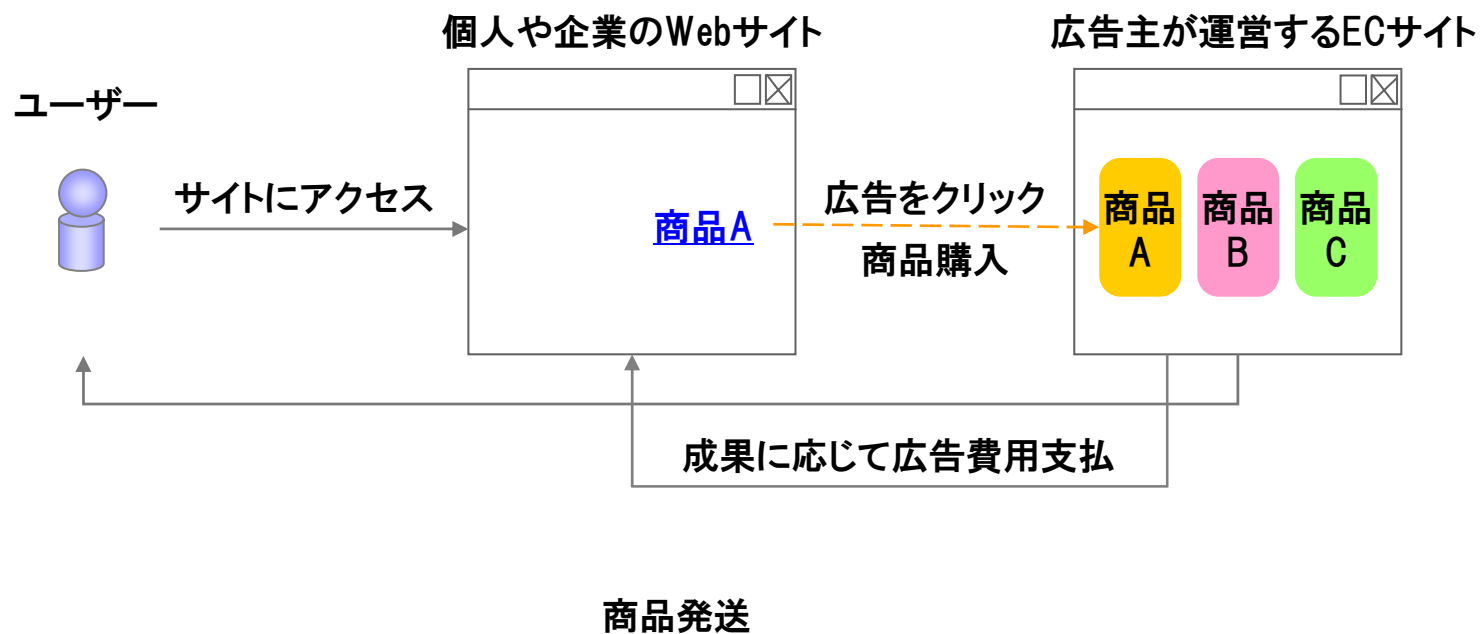 個人や企業のWebサイト
広告主が運営するECサイト
ユーザー
サイトにアクセス
商品A
広告をクリック
商品購入
商品
A
商品
B
商品
C
成果に応じて広告費用支払
商品発送